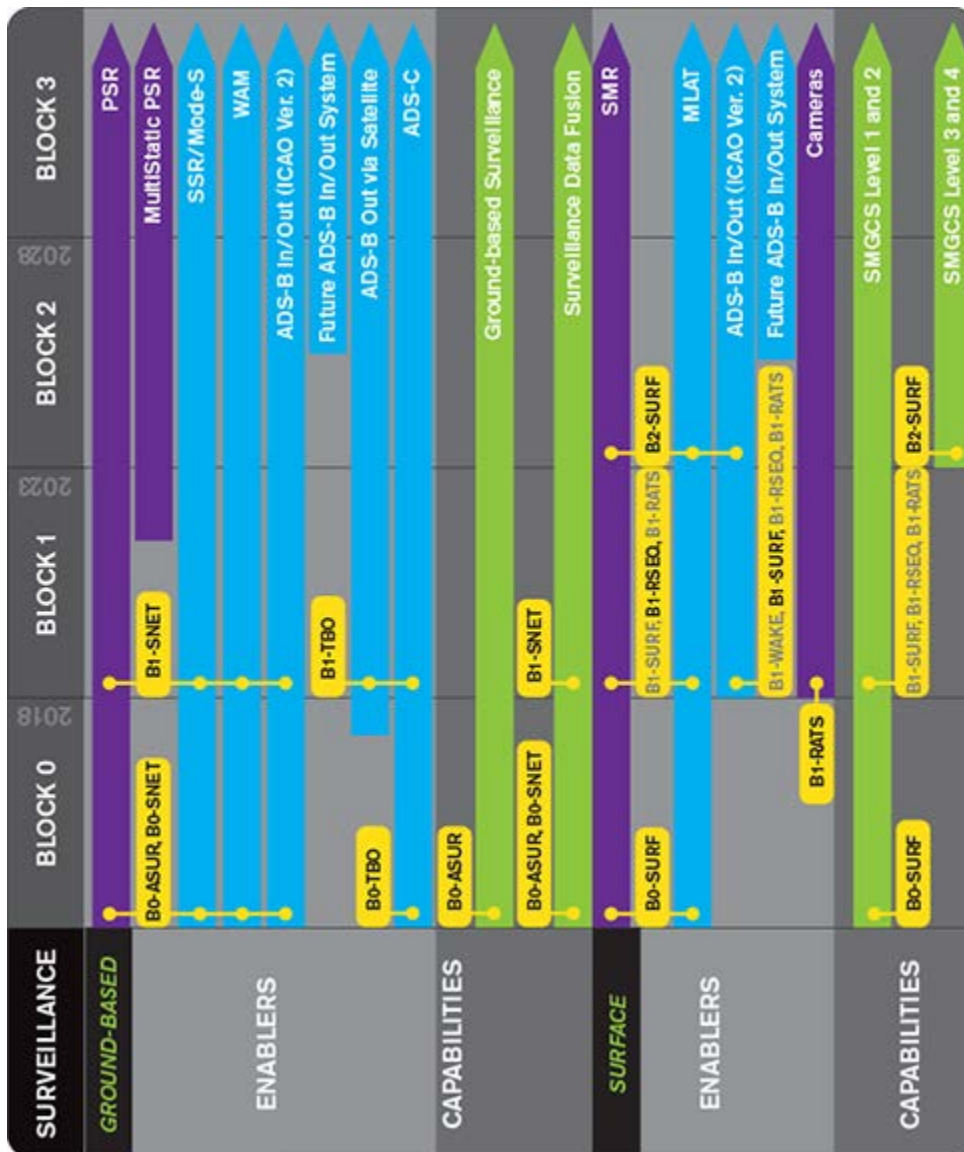 SURVEILLANCE
BLOCK 0
2018
BLOCK 1
2023
BLOCK 2
2028
BLOCK 3
GROUND-BASED
PSR
ENABLERS
B0-ASUR, B0-SNET
B1-SNET
MultiStatic PSR
SSR/Mode-S
WAM
ADS-B In/Out (ICAO Ver. 2)
B1-TBO
Future ADS-B In/Out System
B0-TBO
ADS-B Out via Satellite
ADS-C
CAPABILITIES
B0-ASUR
Ground-based Surveillance
B0-ASUR, B0-SNET
B1-SNET
Surveillance Data Fusion
SURFACE
SMR
ENABLERS
B0-SURF
B1-SURF, B1-RSEQ, B1-RATS
B2-SURF
MLAT
ADS-B In/Out (ICAO Ver. 2)
B1-WAKE, B1-SURF, B1-RSEQ, B1-RATS
Future ADS-B In/Out System
B1-RATS
Cameras
CAPABILITIES
SMGCS Level 1 and 2
B0-SURF
B1-SURF, B1-RSEQ, B1-RATS
B2-SURF
SMGCS Level 3 and 4